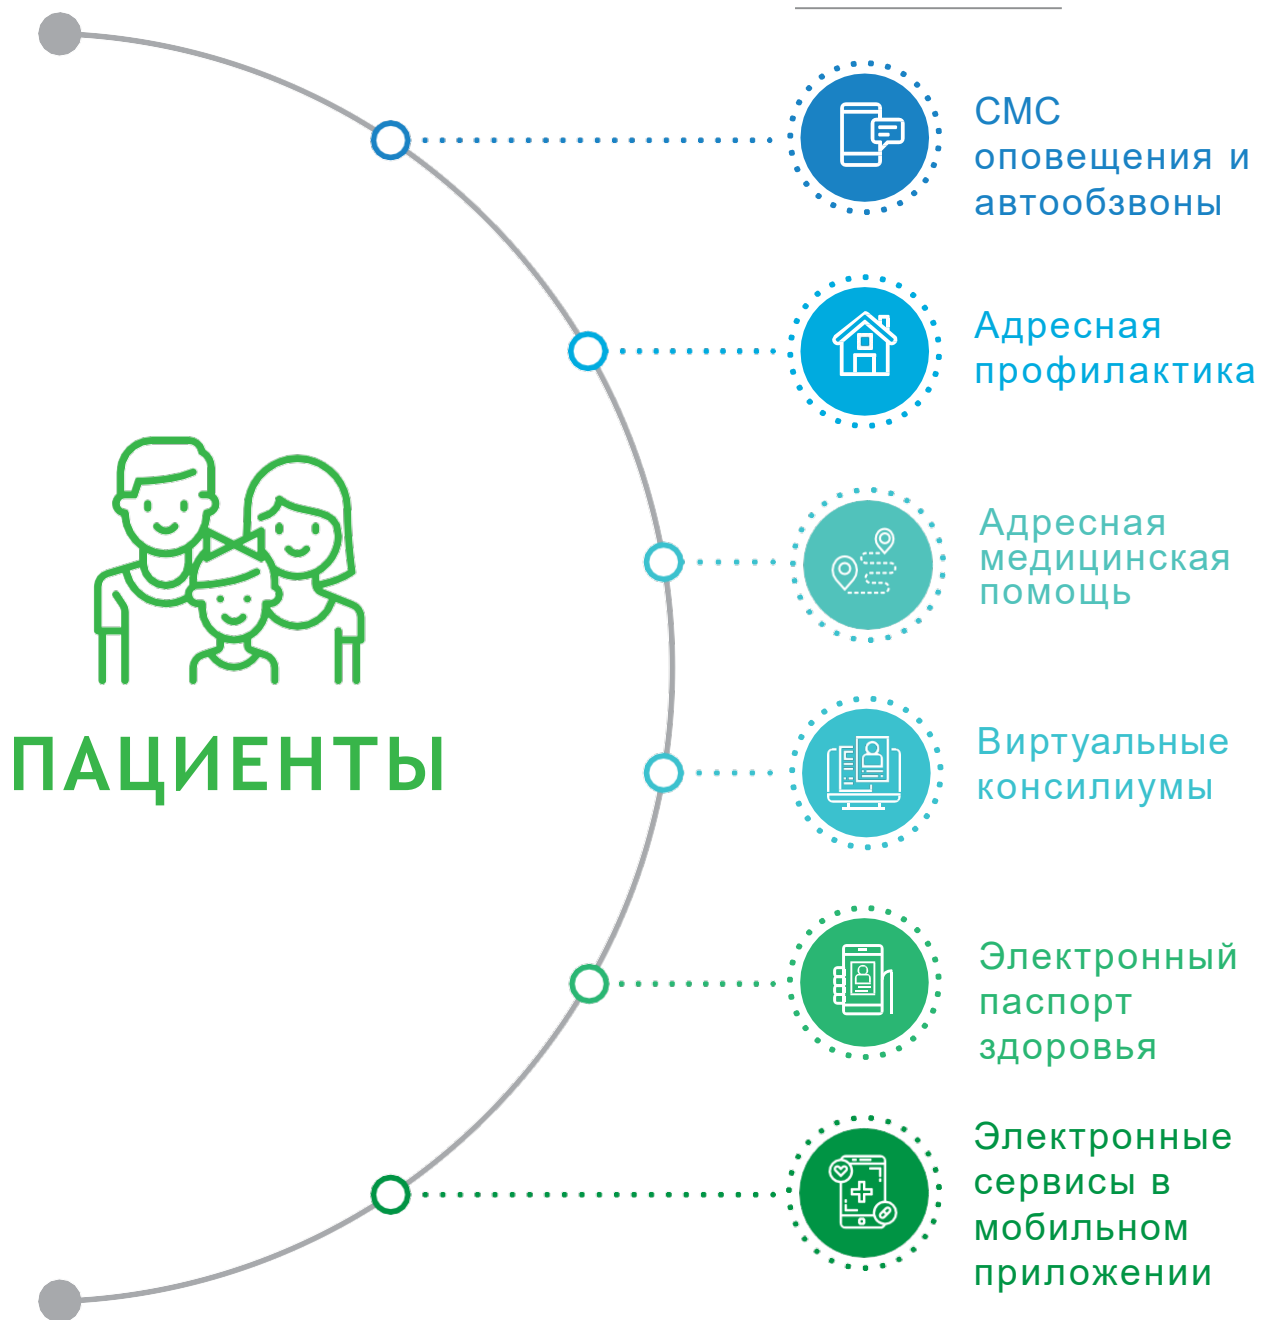 СМС
оповещения и
автообзвоны
Адресная
профилактика
Адресная
медицинская
помощь
ПАЦИЕНТЫ
Виртуальные
консилиумы
Электронный
паспорт
здоровья
Электронные
сервисы в
мобильном
приложении